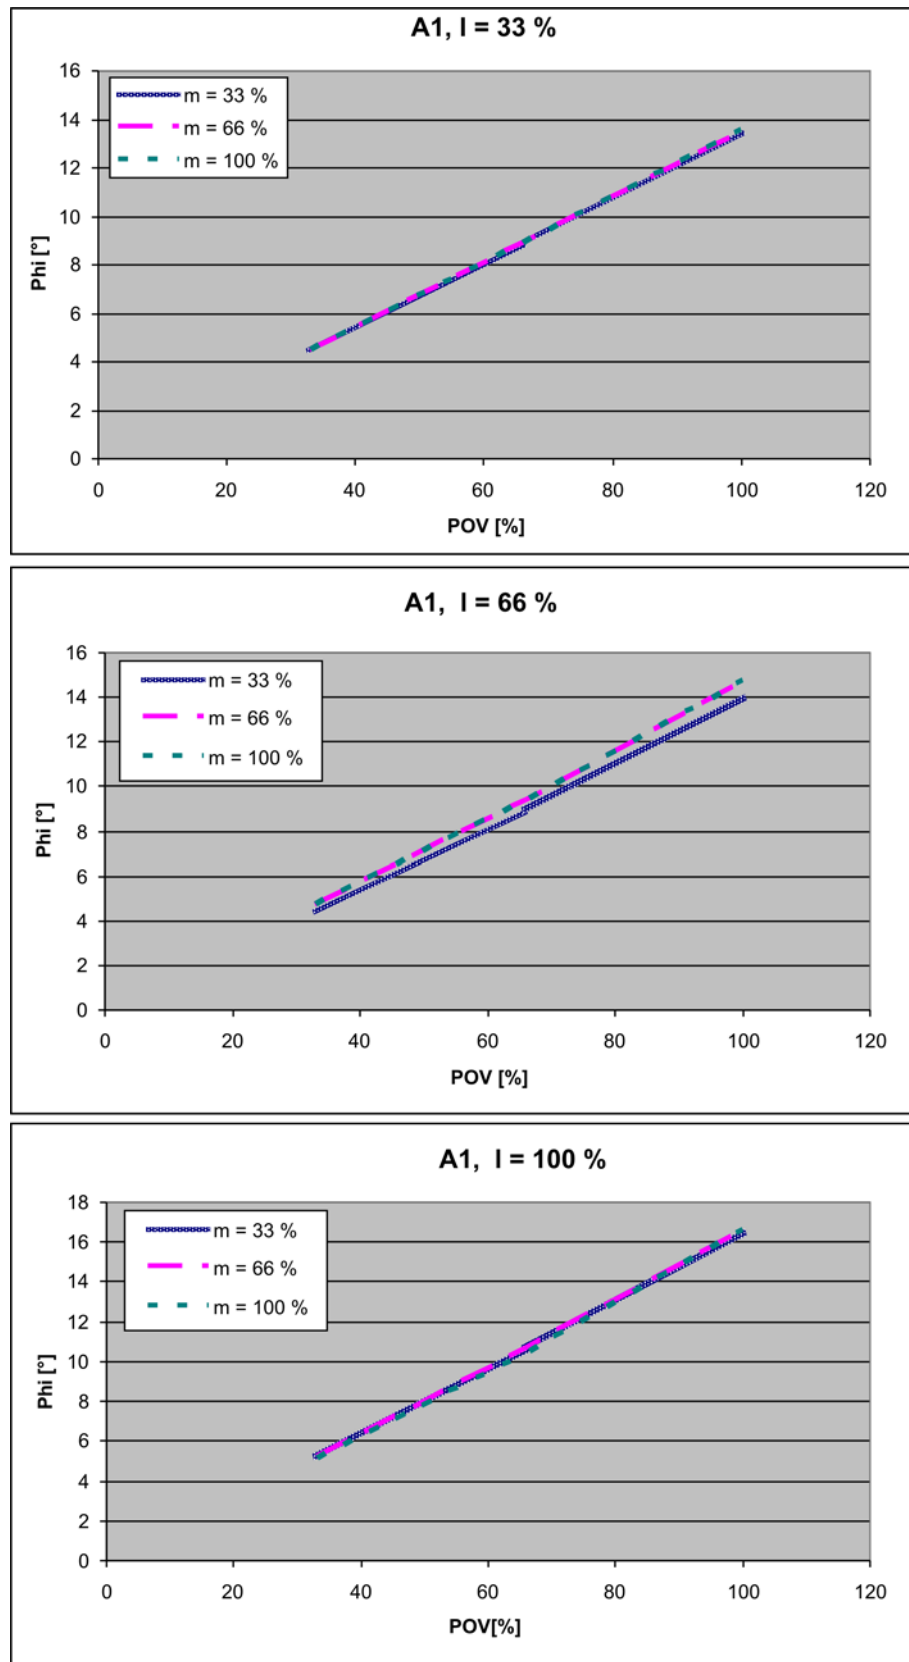 A1, l = 33 %
16
14
12
10
8
6
4
2
0
m = 33 %
m = 66 %
m = 100 %
Phi [°]
0 20 40 60 80 100 120
POV [%]
A1, l = 66 %
16
14
12
10
8
6
4
2
0
m = 33 %
m = 66 %
m = 100 %
Phi [°]
0 20 40 60 80 100 120
POV [%]
A1, l = 100 %
18
16
14
12
10
8
6
4
2
0
m = 33 %
m = 66 %
m = 100 %
Phi [°]
0 20 40 60 80 100 120
POV[%]